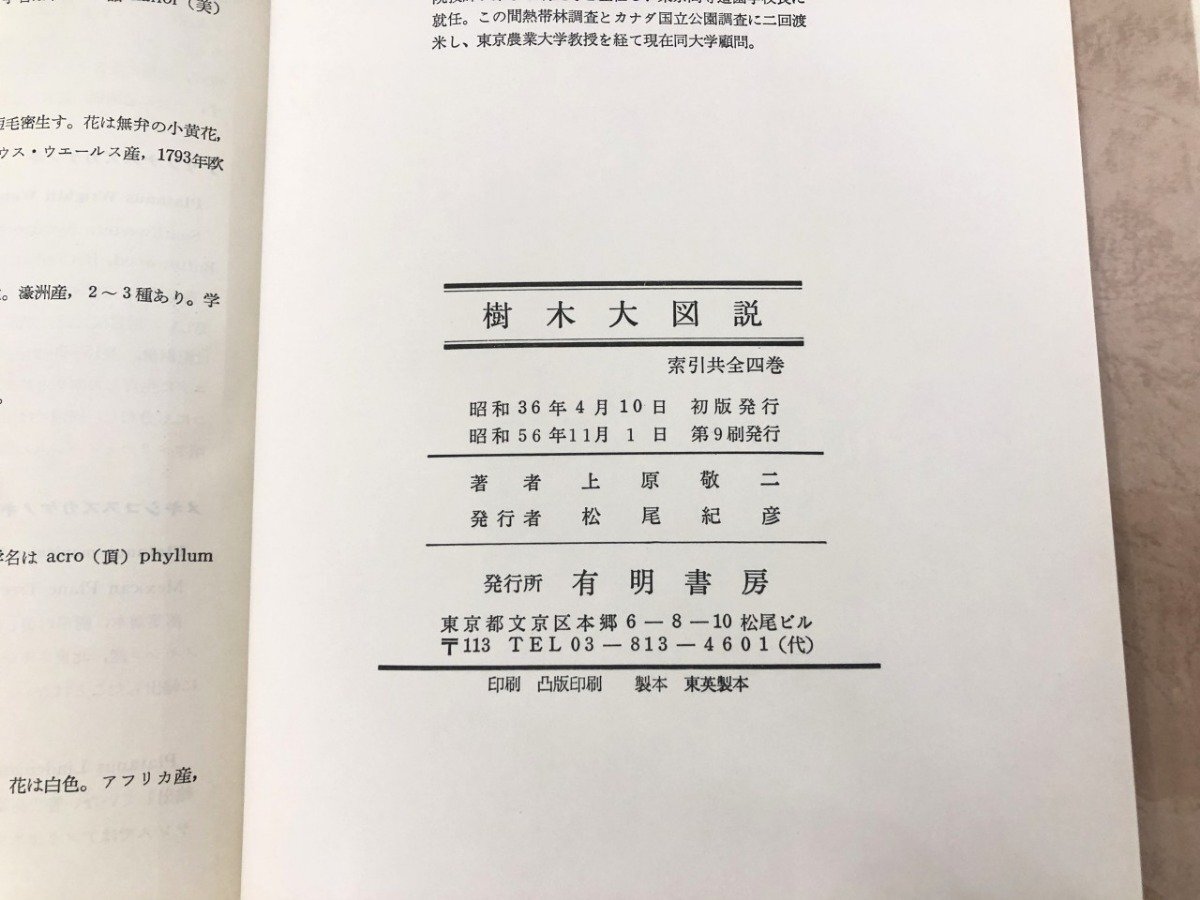 (美)
短毛密生す。花は無弁の小黄花,
ウス・ウエールス産，1793年欧
。濠洲産，2～3種あり。学
。
学名は acro（頂）phyllum
花は白色。アフリカ産，
就任。この間熱帯林調査とカナダ国立公園調査に二回渡
米し、東京農業大学教授を経て現在同大学顧問。
樹木大図説
索引共全四巻
昭和36年4月10日 初版発行
昭和56年11月1日 第9刷発行
著者 上原敬二
発行者 松尾紀彦
発行所 有明書房
東京都文京区本郷6－8－10松尾ビル
〒113 TEL03－813－4601(代)
印刷 凸版印刷 製本 東英製本